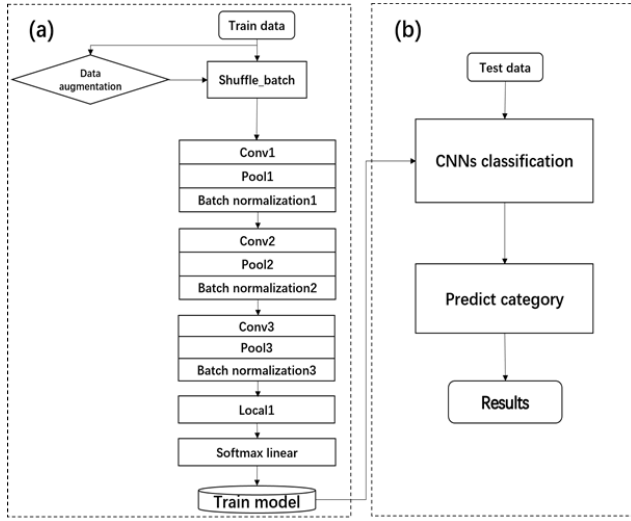 (a)
Train data
Data
augmentation
Shuffle_batch
Conv1
Pool1
Batch normalization1
Conv2
Pool2
Batch normalization2
Conv3
Pool3
Batch normalization3
Local1
Softmax linear
Train model
(b)
Test data
CNNs classification
Predict category
Results